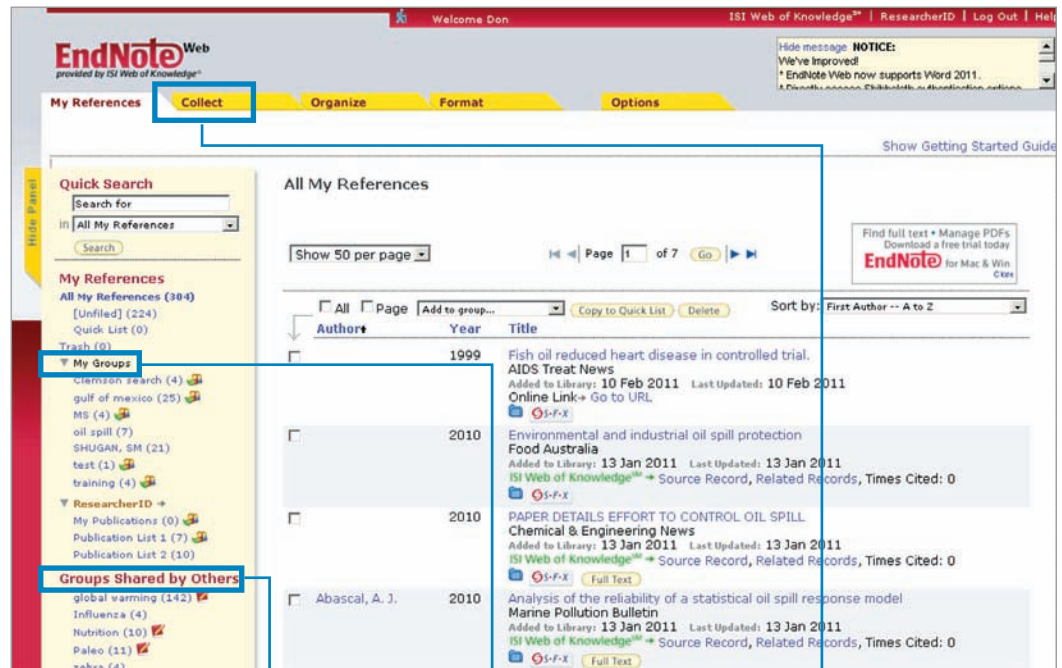 Welcome Don
ISI Web of Knowledge℠ | ResearcherID | Log Out | Help
EndNote Web
provided by ISI Web of Knowledge℠
Hide message NOTICE:
We've Improved!
* EndNote Web now supports Word 2011.
My References Collect Organize Format Options
Show Getting Started Guide
Hide Panel
Quick Search
Search for
in All My References
Search
My References
All My References (304)
[Unfiled] (224)
Quick List (0)
Trash (0)
My Groups
Clemson search (4)
gulf of mexico (25)
MS (4)
oil spill (7)
SHUGAN, SM (21)
test (1)
training (4)
ResearcherID
My Publications (0)
Publication List 1 (7)
Publication List 2 (10)
Groups Shared by Others
global warming (142)
Influenza (4)
Nutrition (10)
Paleo (11)
zebra (4)
All My References
Show 50 per page
Page 1 of 7 Go
Find full text • Manage PDFs
Download a free trial today
EndNote for Mac & Win
All Page Add to group... Copy to Quick List Delete
Sort by: First Author -- A to Z
Author Year Title
1999 Fish oil reduced heart disease in controlled trial.
AIDS Treat News
Added to Library: 10 Feb 2011 Last Updated: 10 Feb 2011
Online Link→ Go to URL
S·F·X
2010 Environmental and industrial oil spill protection
Food Australia
Added to Library: 13 Jan 2011 Last Updated: 13 Jan 2011
ISI Web of Knowledge℠ → Source Record, Related Records, Times Cited: 0
S·F·X
2010 PAPER DETAILS EFFORT TO CONTROL OIL SPILL
Chemical & Engineering News
Added to Library: 13 Jan 2011 Last Updated: 13 Jan 2011
ISI Web of Knowledge℠ → Source Record, Related Records, Times Cited: 0
S·F·X Full Text
Abascal, A. J. 2010 Analysis of the reliability of a statistical oil spill response model
Marine Pollution Bulletin
Added to Library: 13 Jan 2011 Last Updated: 13 Jan 2011
ISI Web of Knowledge℠ → Source Record, Related Records, Times Cited: 0
S·F·X Full Text